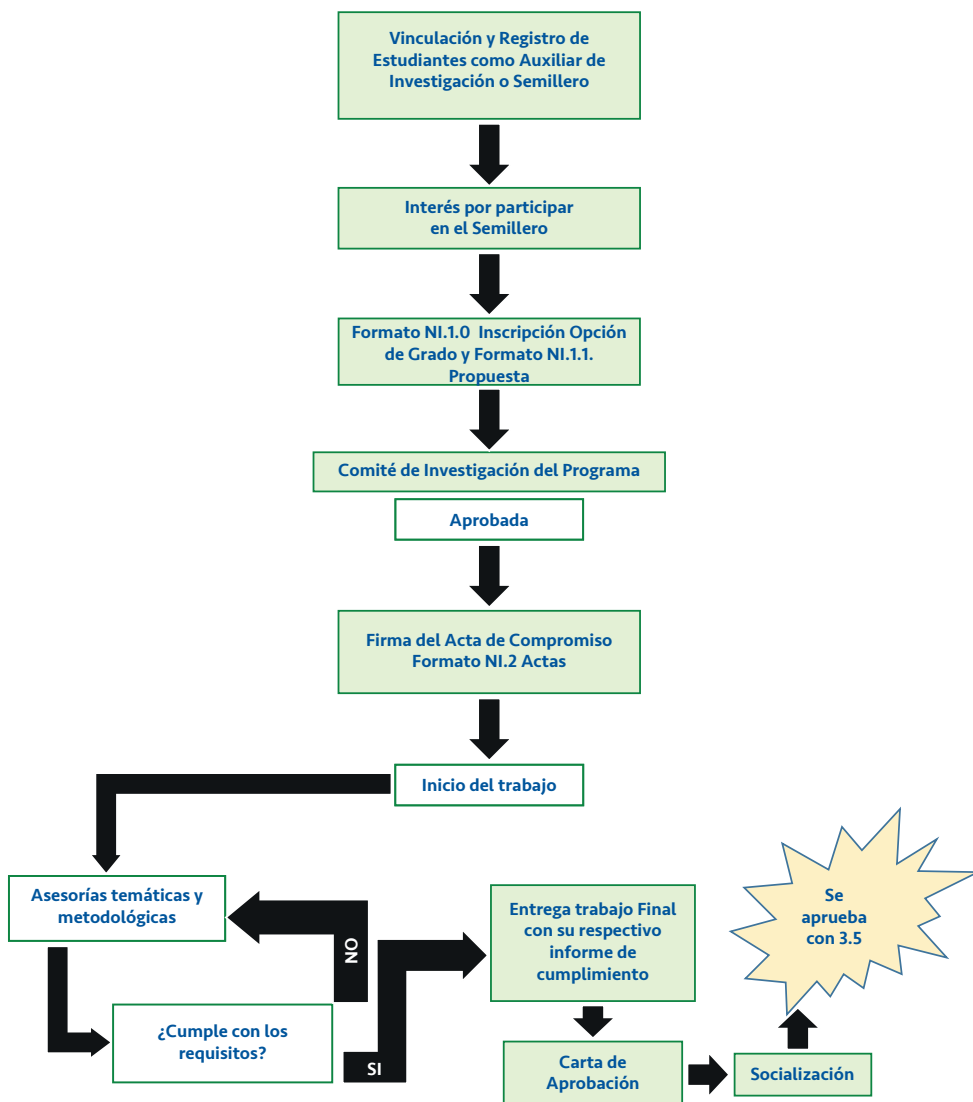 Vinculación y Registro de
Estudiantes como Auxiliar de
Investigación o Semillero
Interés por participar
en el Semillero
Formato NI.1.0 Inscripción Opción
de Grado y Formato NI.1.1.
Propuesta
Comité de Investigación del Programa
Aprobada
Firma del Acta de Compromiso
Formato NI.2 Actas
Inicio del trabajo
Asesorías temáticas y
metodológicas
NO
¿Cumple con los
requisitos?
SI
Entrega trabajo Final
con su respectivo
informe de
cumplimiento
Carta de
Aprobación
Socialización
Se
aprueba
con 3.5